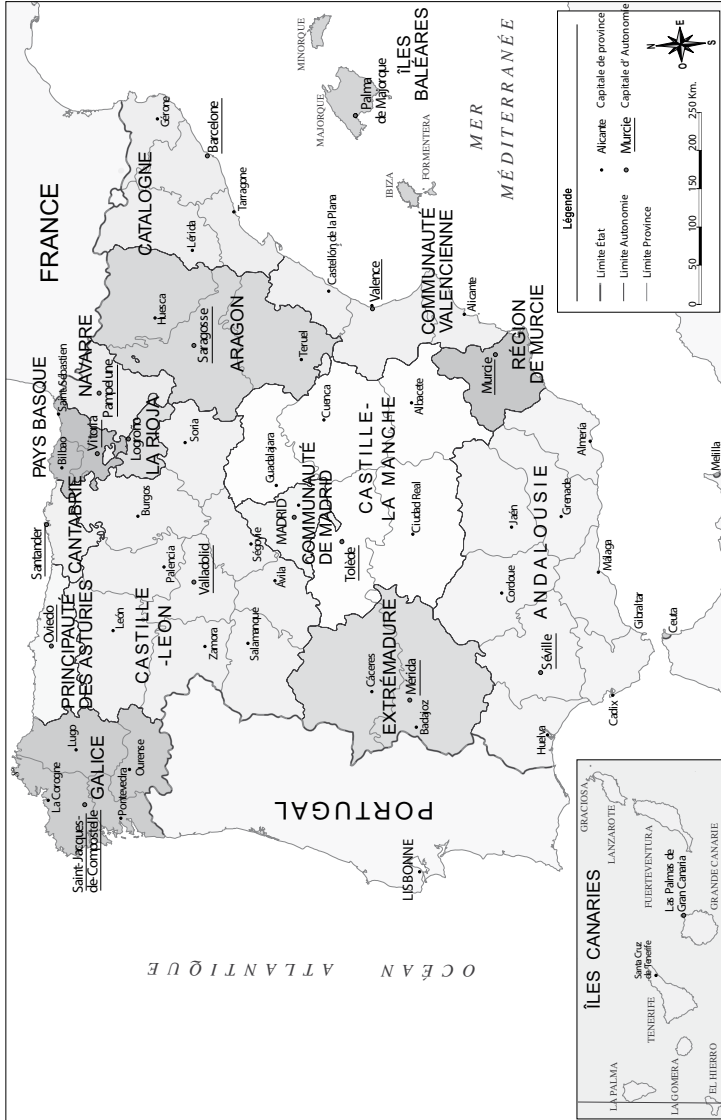 FRANCE
MER
MÉDITERRANÉE
OCÉAN
ATLANTIQUE
PORTUGAL
LISBONNE
GALICE
La Corogne
Lugo
Saint-Jacques-
de Compostelle
Pontevedra
Ourense
PRINCIPAUTÉ
DES ASTURIES
Oviedo
CANTABRIE
Santander
PAYS BASQUE
Bilbao
Saint-Sébastien
Vitoria
NAVARRE
Pampelune
LA RIOJA
Logroño
CASTILLE
-LEÓN
León
Burgos
Palencia
Valladolid
Zamora
Salamanque
Ávila
Ségovie
Soria
ARAGON
Huesca
Saragosse
Teruel
CATALOGNE
Gérone
Barcelone
Lérida
Tarragone
COMMUNAUTÉ
DE MADRID
MADRID
CASTILLE-
LA MANCHE
Guadalajara
Cuenca
Tolède
Ciudad Real
Albacete
COMMUNAUTÉ
VALENCIENNE
Castellón de la Plana
Valence
Alicante
ÎLES
BALÉARES
MINORQUE
MAJORQUE
Palma
de Majorque
IBIZA
FORMENTERA
EXTRÉMADURE
Cáceres
Mérida
Badajoz
RÉGION
DE MURCIE
Murcie
ANDALOUSIE
Huelva
Séville
Cordoue
Jaén
Grenade
Almería
Málaga
Cadix
Gibraltar
Ceuta
Melilla
ÎLES CANARIES
LA PALMA
TENERIFE
Santa Cruz
de Tenerife
LA GOMERA
EL HIERRO
GRACIOSA
LANZAROTE
FUERTEVENTURA
Las Palmas de
Gran Canaria
GRANDE CANARIE
Légende
Límite État
Alicante Capitale de province
Límite Autonomie
Murcie Capitale d' Autonomie
Límite Província
0 50 100 150 200 250 Km.
N
O E
S